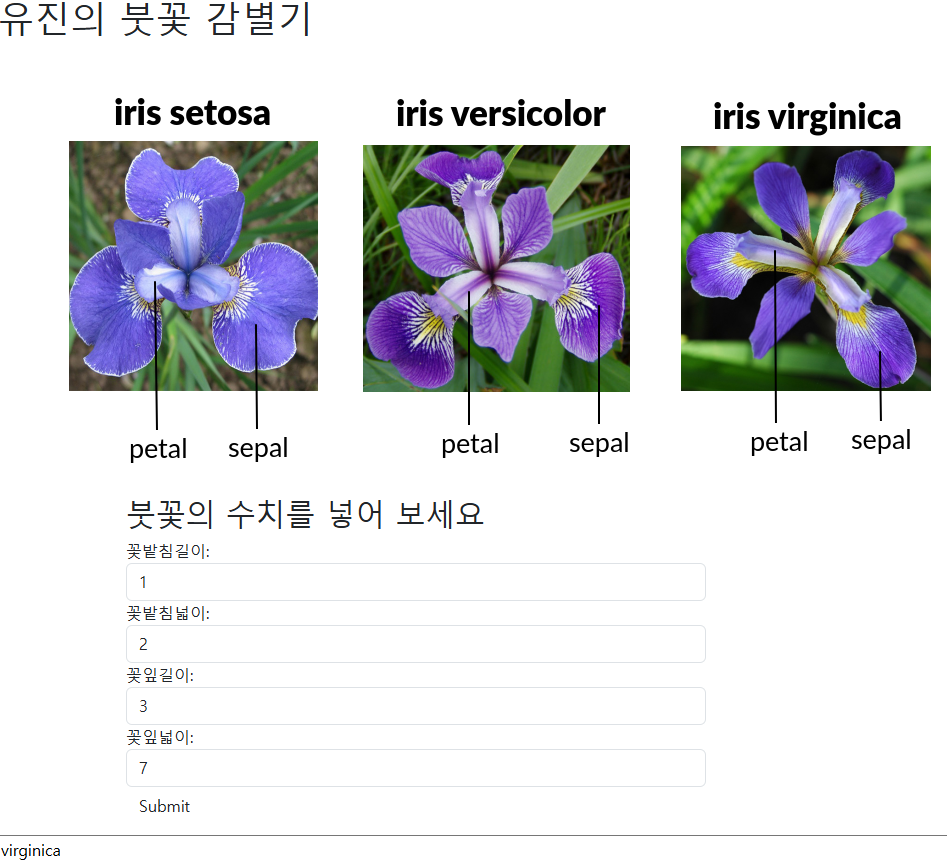 유진의 붓꽃 감별기
iris setosa
iris versicolor
iris virginica
petal
sepal
petal
sepal
petal
sepal
붓꽃의 수치를 넣어 보세요
꽃밭침길이:
1
꽃밭침넓이:
2
꽃잎길이:
3
꽃잎넓이:
7
Submit
virginica